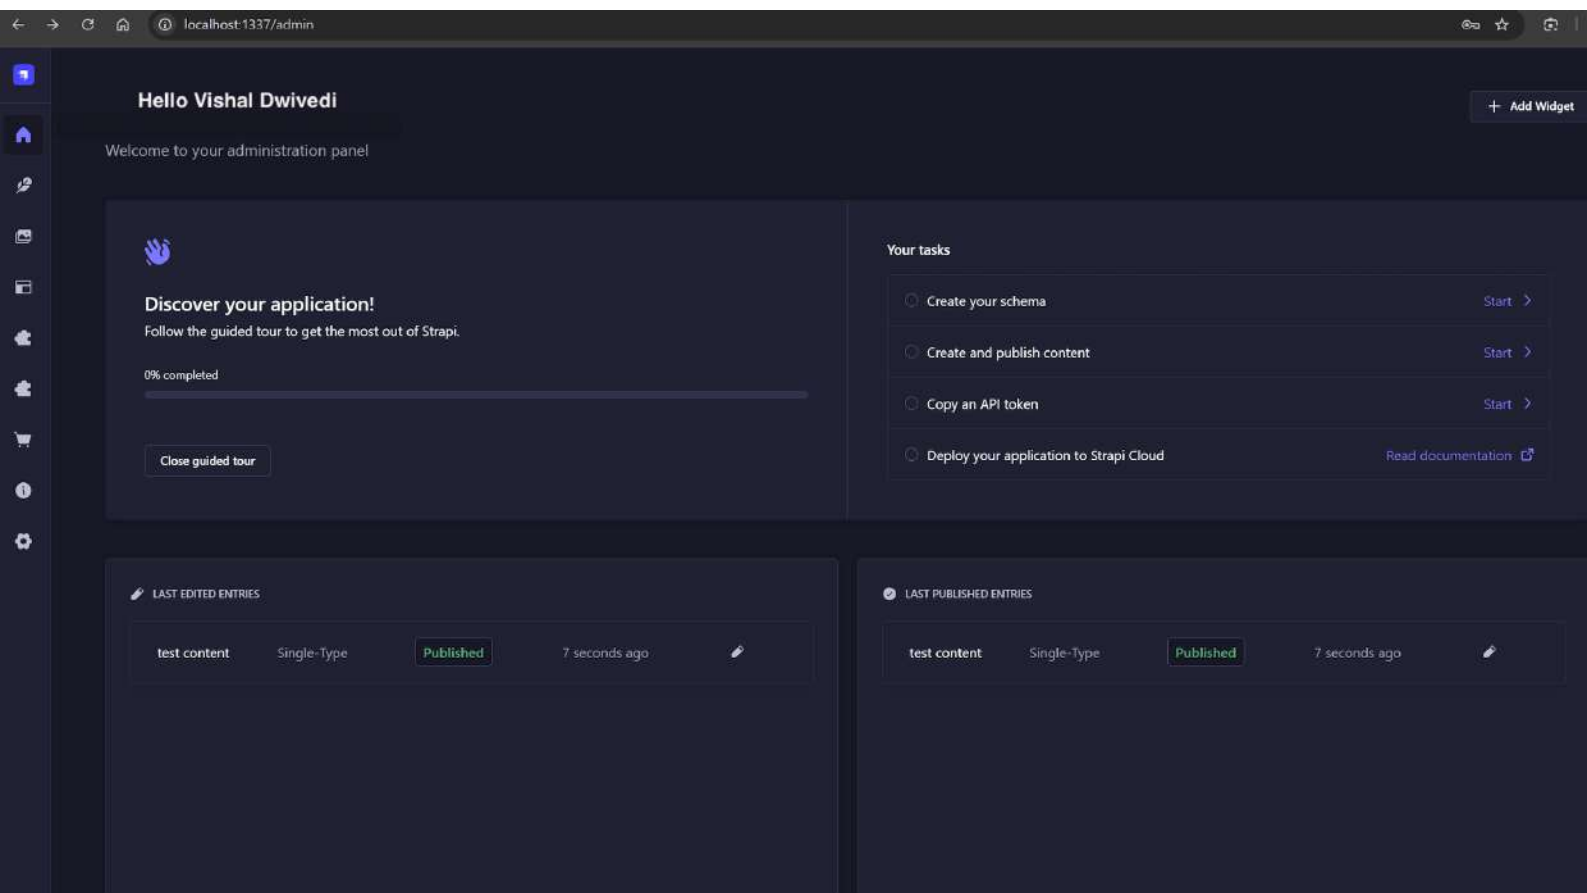 localhost:1337/admin
Hello Vishal Dwivedi
+ Add Widget
Welcome to your administration panel
Discover your application!
Follow the guided tour to get the most out of Strapi.
0% completed
Close guided tour
Your tasks
Create your schema Start
Create and publish content Start
Copy an API token Start
Deploy your application to Strapi Cloud Read documentation
LAST EDITED ENTRIES
test content Single-Type Published 7 seconds ago
LAST PUBLISHED ENTRIES
test content Single-Type Published 7 seconds ago